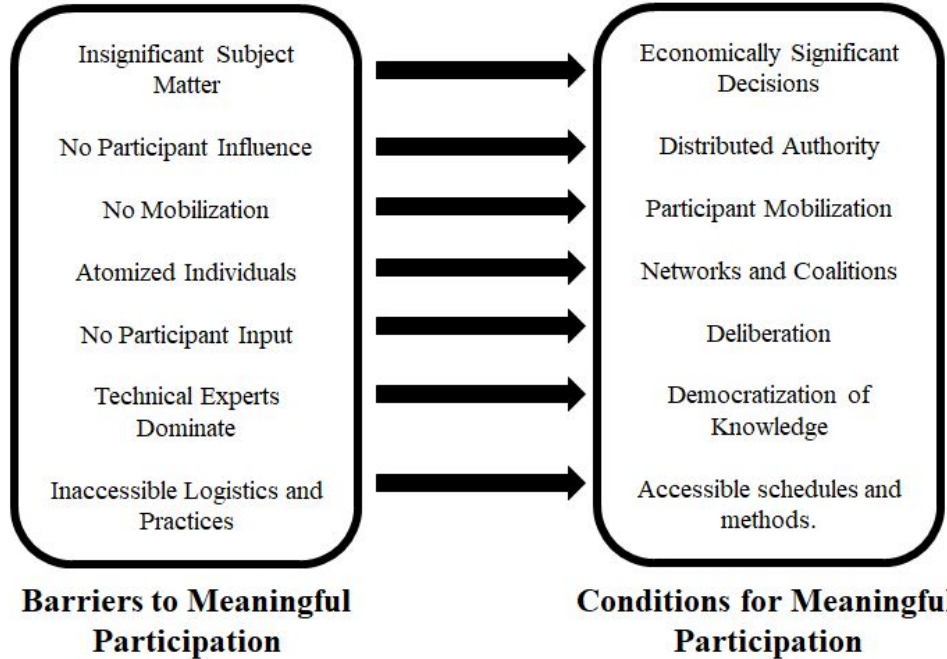 Insignificant Subject
Matter
No Participant Influence
No Mobilization
Atomized Individuals
No Participant Input
Technical Experts
Dominate
Inaccessible Logistics and
Practices
Barriers to Meaningful
Participation
Economically Significant
Decisions
Distributed Authority
Participant Mobilization
Networks and Coalitions
Deliberation
Democratization of
Knowledge
Accessible schedules and
methods.
Conditions for Meaningful
Participation